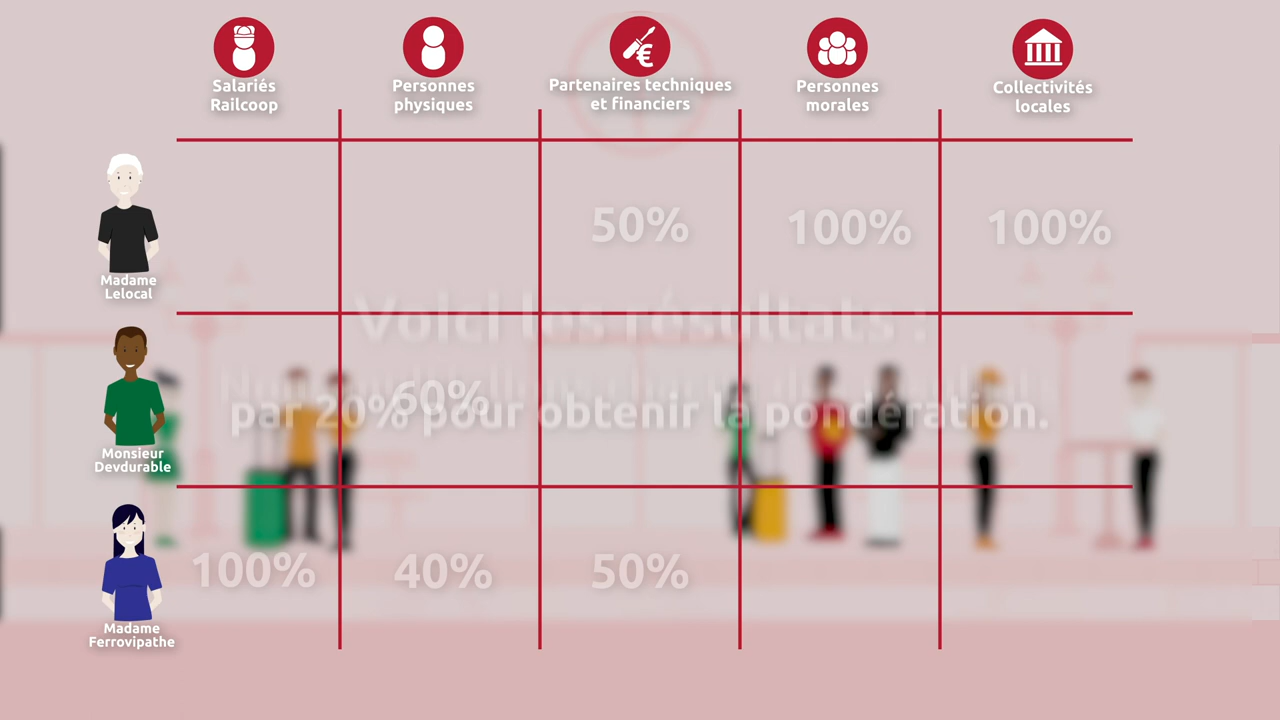 Salariés
Railcoop
Personnes
physiques
Partenaires techniques
et financiers
Personnes
morales
Collectivités
locales
Madame
Lelocal
50%
100%
100%
Voici les résultats :
Monsieur
Devdurable
60%
par 20% pour obtenir la pondération.
Madame
Ferrovipathe
100%
40%
50%